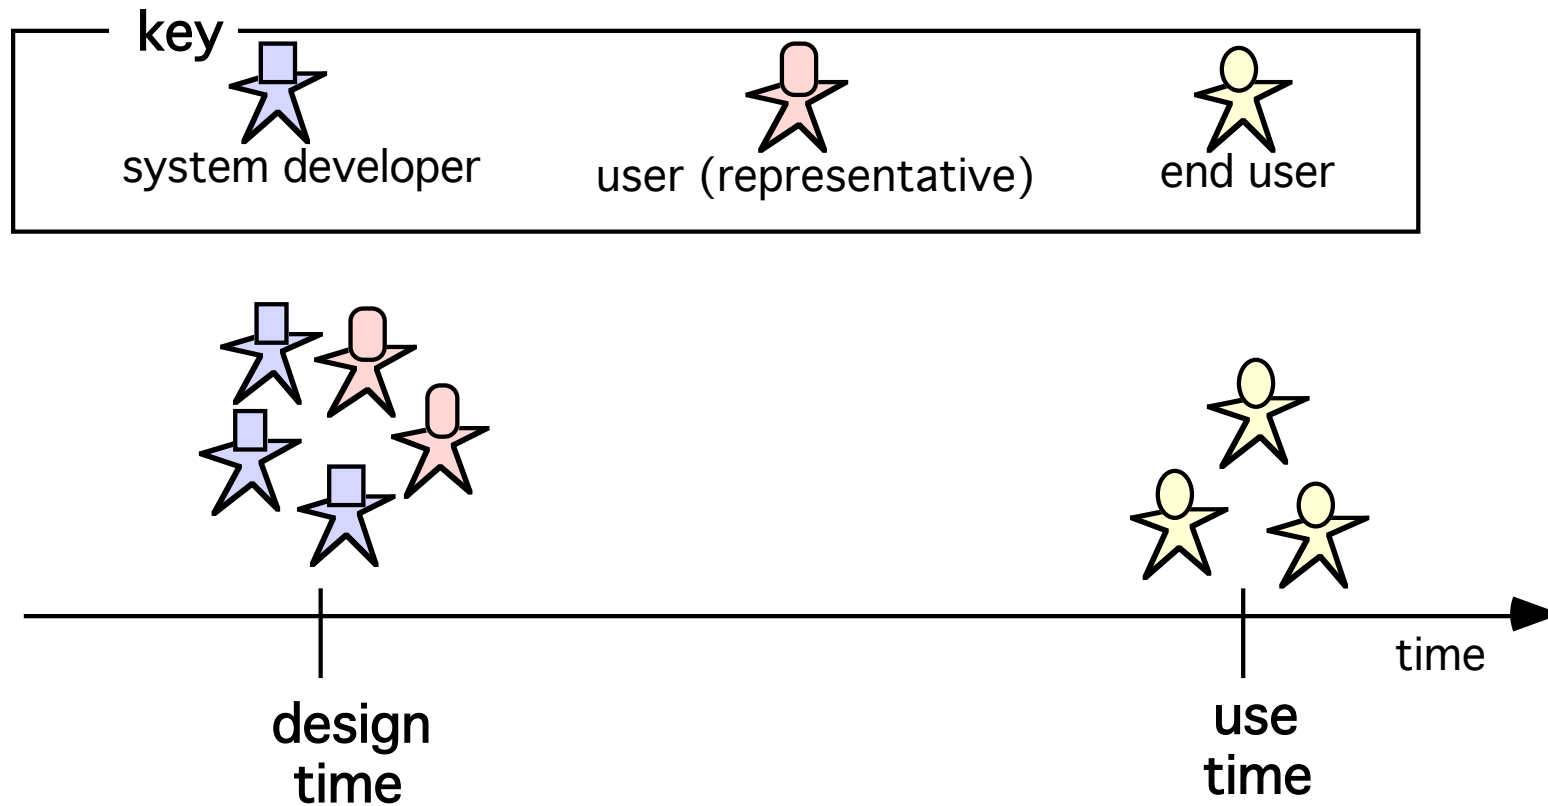 key
system developer
user (representative)
end user
time
design
time
use
time